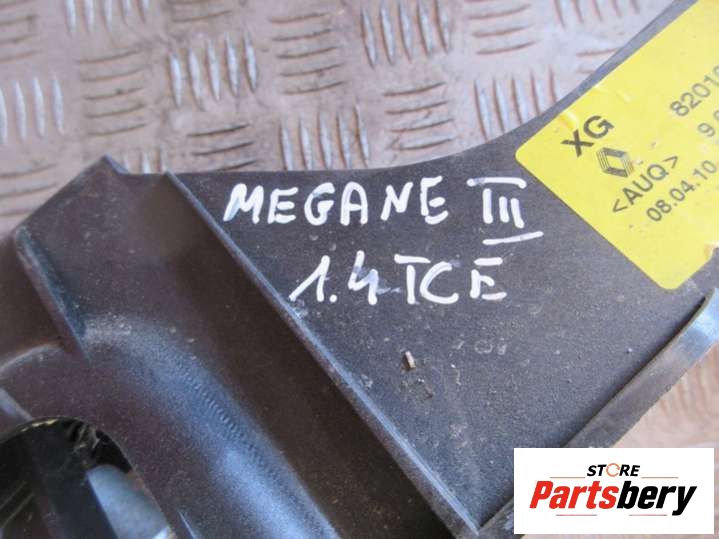 MEGANE III
1.4 TCE
XG 
<AUQ>
08.04.10
STORE
Partsbery